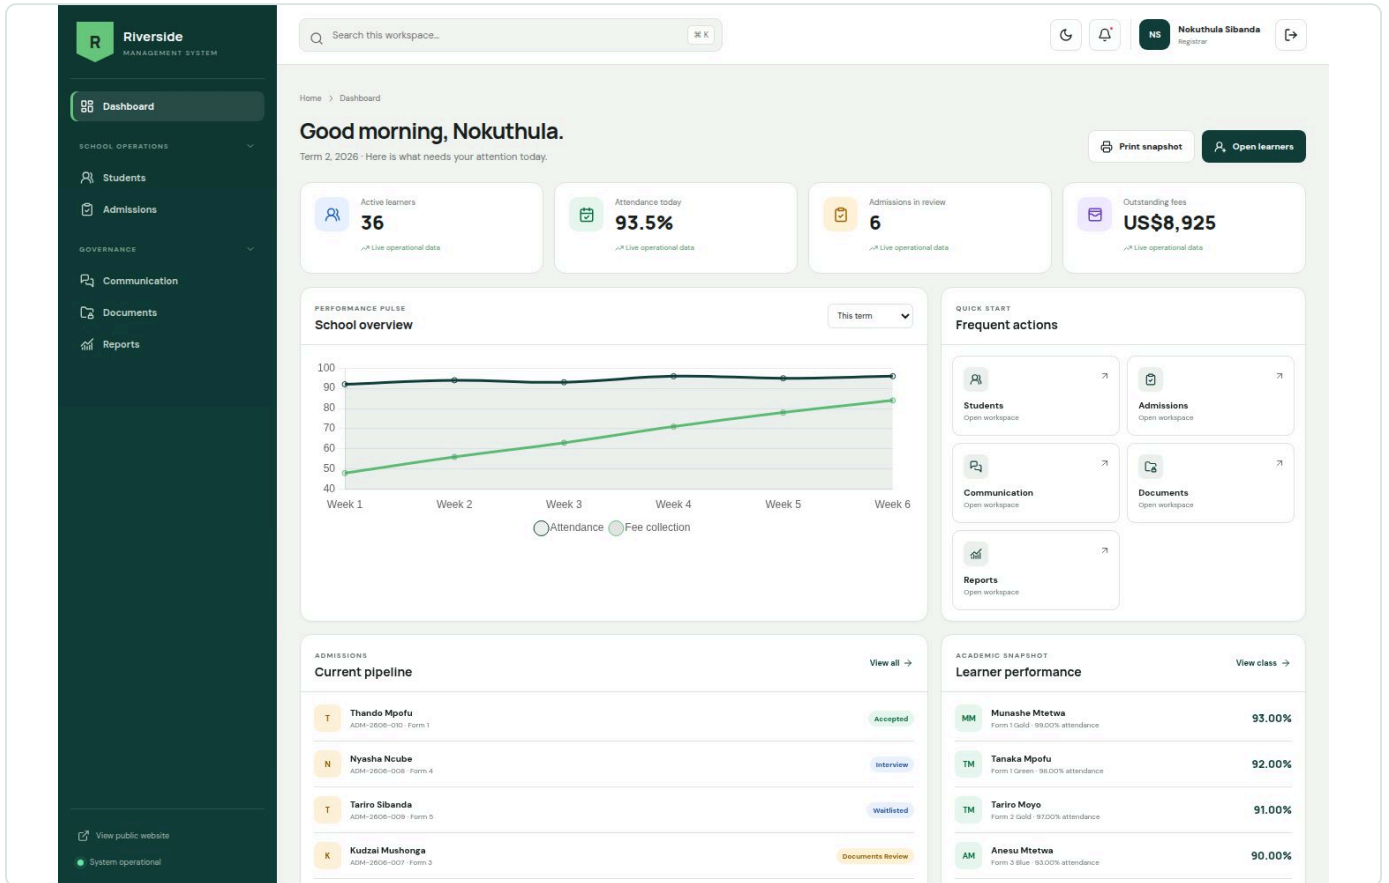 R
Riverside
MANAGEMENT SYSTEM
Dashboard
SCHOOL OPERATIONS
Students
Admissions
GOVERNANCE
Communication
Documents
Reports
View public website
System operational
Search this workspace...
⌘ K
NS
Nokuthula Sibanda
Registrar
Home > Dashboard
Good morning, Nokuthula.
Term 2, 2026 · Here is what needs your attention today.
Print snapshot
Open learners
Active learners
36
Live operational data
Attendance today
93.5%
Live operational data
Admissions in review
6
Live operational data
Outstanding fees
US$8,925
Live operational data
PERFORMANCE PULSE
School overview
This term
100
90
80
70
60
50
40
Week 1 Week 2 Week 3 Week 4 Week 5 Week 6
Attendance Fee collection
QUICK START
Frequent actions
Students
Open workspace
Admissions
Open workspace
Communication
Open workspace
Documents
Open workspace
Reports
Open workspace
ADMISSIONS
Current pipeline
View all →
T
Thando Mpofu
ADM-2606-010 · Form 1
Accepted
N
Nyasha Ncube
ADM-2606-008 · Form 4
Interview
T
Tariro Sibanda
ADM-2606-009 · Form 5
Waitlisted
K
Kudzai Mushonga
ADM-2606-007 · Form 3
Documents Review
ACADEMIC SNAPSHOT
Learner performance
View class →
MM
Munashe Mtetwa
Form 1 Gold · 99.00% attendance
93.00%
TM
Tanaka Mpofu
Form 1 Green · 96.00% attendance
92.00%
TM
Tariro Moyo
Form 2 Gold · 97.00% attendance
91.00%
AM
Anesu Mtetwa
Form 3 Blue · 93.00% attendance
90.00%